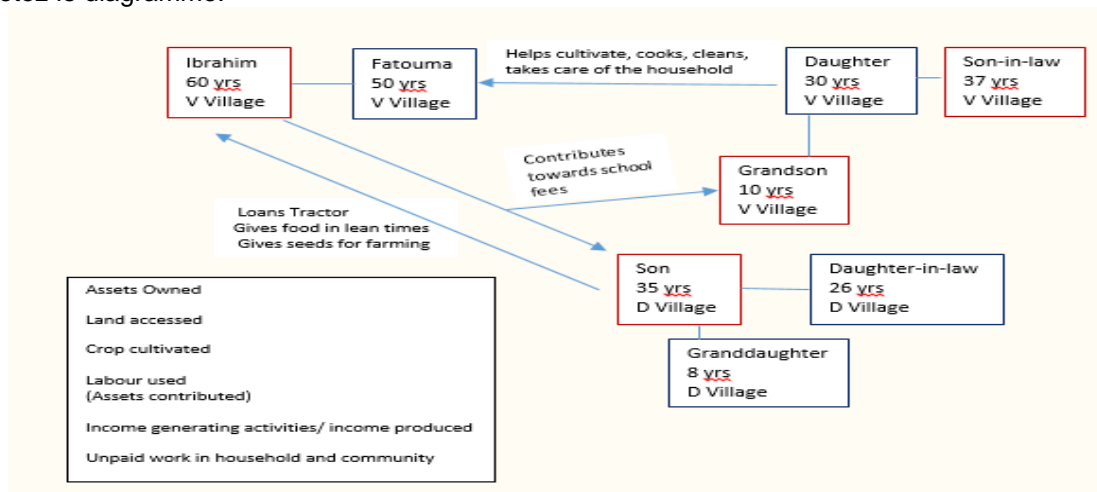 le diagramme.
Ibrahim
60 yrs
V Village
Fatouma
50 yrs
V Village
Helps cultivate, cooks, cleans,
takes care of the household
Daughter
30 yrs
V Village
Son-in-law
37 yrs
V Village
Contributes
towards school
fees
Grandson
10 yrs
V Village
Loans Tractor
Gives food in lean times
Gives seeds for farming
Son
35 yrs
D Village
Daughter-in-law
26 yrs
D Village
Granddaughter
8 yrs
D Village
Assets Owned
Land accessed
Crop cultivated
Labour used
(Assets contributed)
Income generating activities/ income produced
Unpaid work in household and community